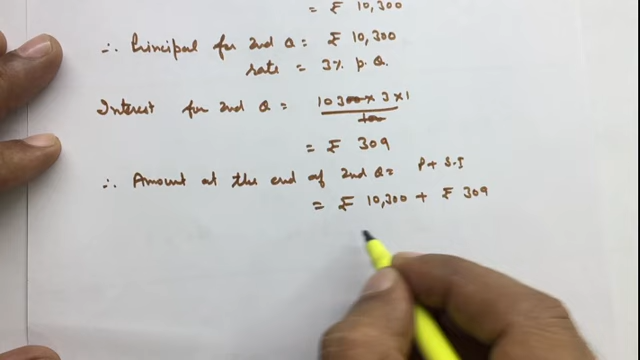 = ₹ 10,300
∴ Principal for 2nd Q = ₹ 10,300
rate = 3% p.Q.
Interest for 2nd Q = 10300 × 3 × 1
100
= ₹ 309
∴ Amount at the end of 2nd Q = P + S.I
= ₹ 10,300 + ₹ 309